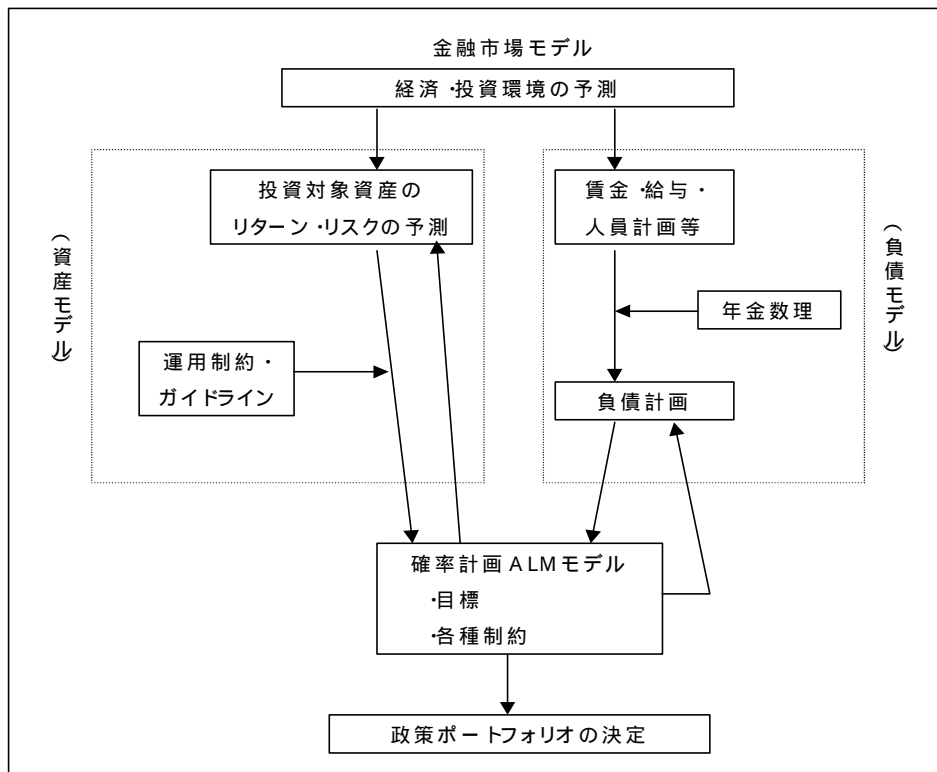 金融市場モデル
経済・投資環境の予測
投資対象資産の
リターン・リスクの予測
賃金・給与・
人員計画等
(資産モデル)
(負債モデル)
年金数理
運用制約・
ガイドライン
負債計画
確率計画ALMモデル
・目標
・各種制約
政策ポートフォリオの決定